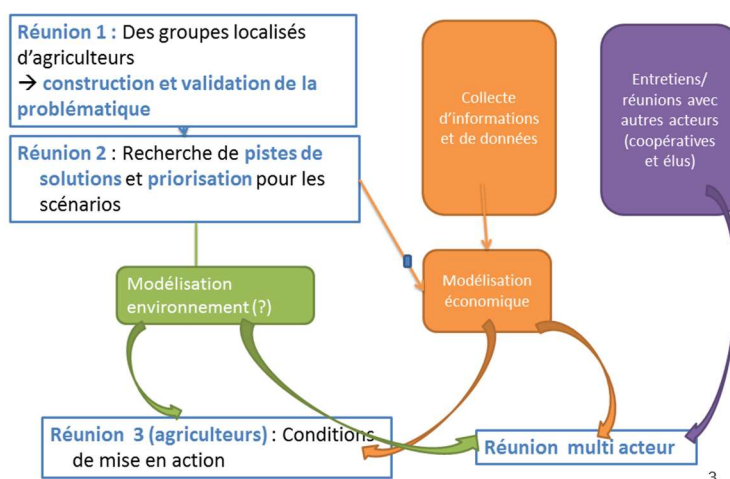 Réunion 1 : Des groupes localisés
d'agriculteurs
→ construction et validation de la
problématique
Réunion 2 : Recherche de pistes de
solutions et priorisation pour les
scénarios
Collecte
d'informations
et de données
Entretiens/
réunions avec
autres acteurs
(coopératives
et élus)
Modélisation
environnement (?)
Modélisation
économique
Réunion 3 (agriculteurs) : Conditions
de mise en action
Réunion multi acteur
3